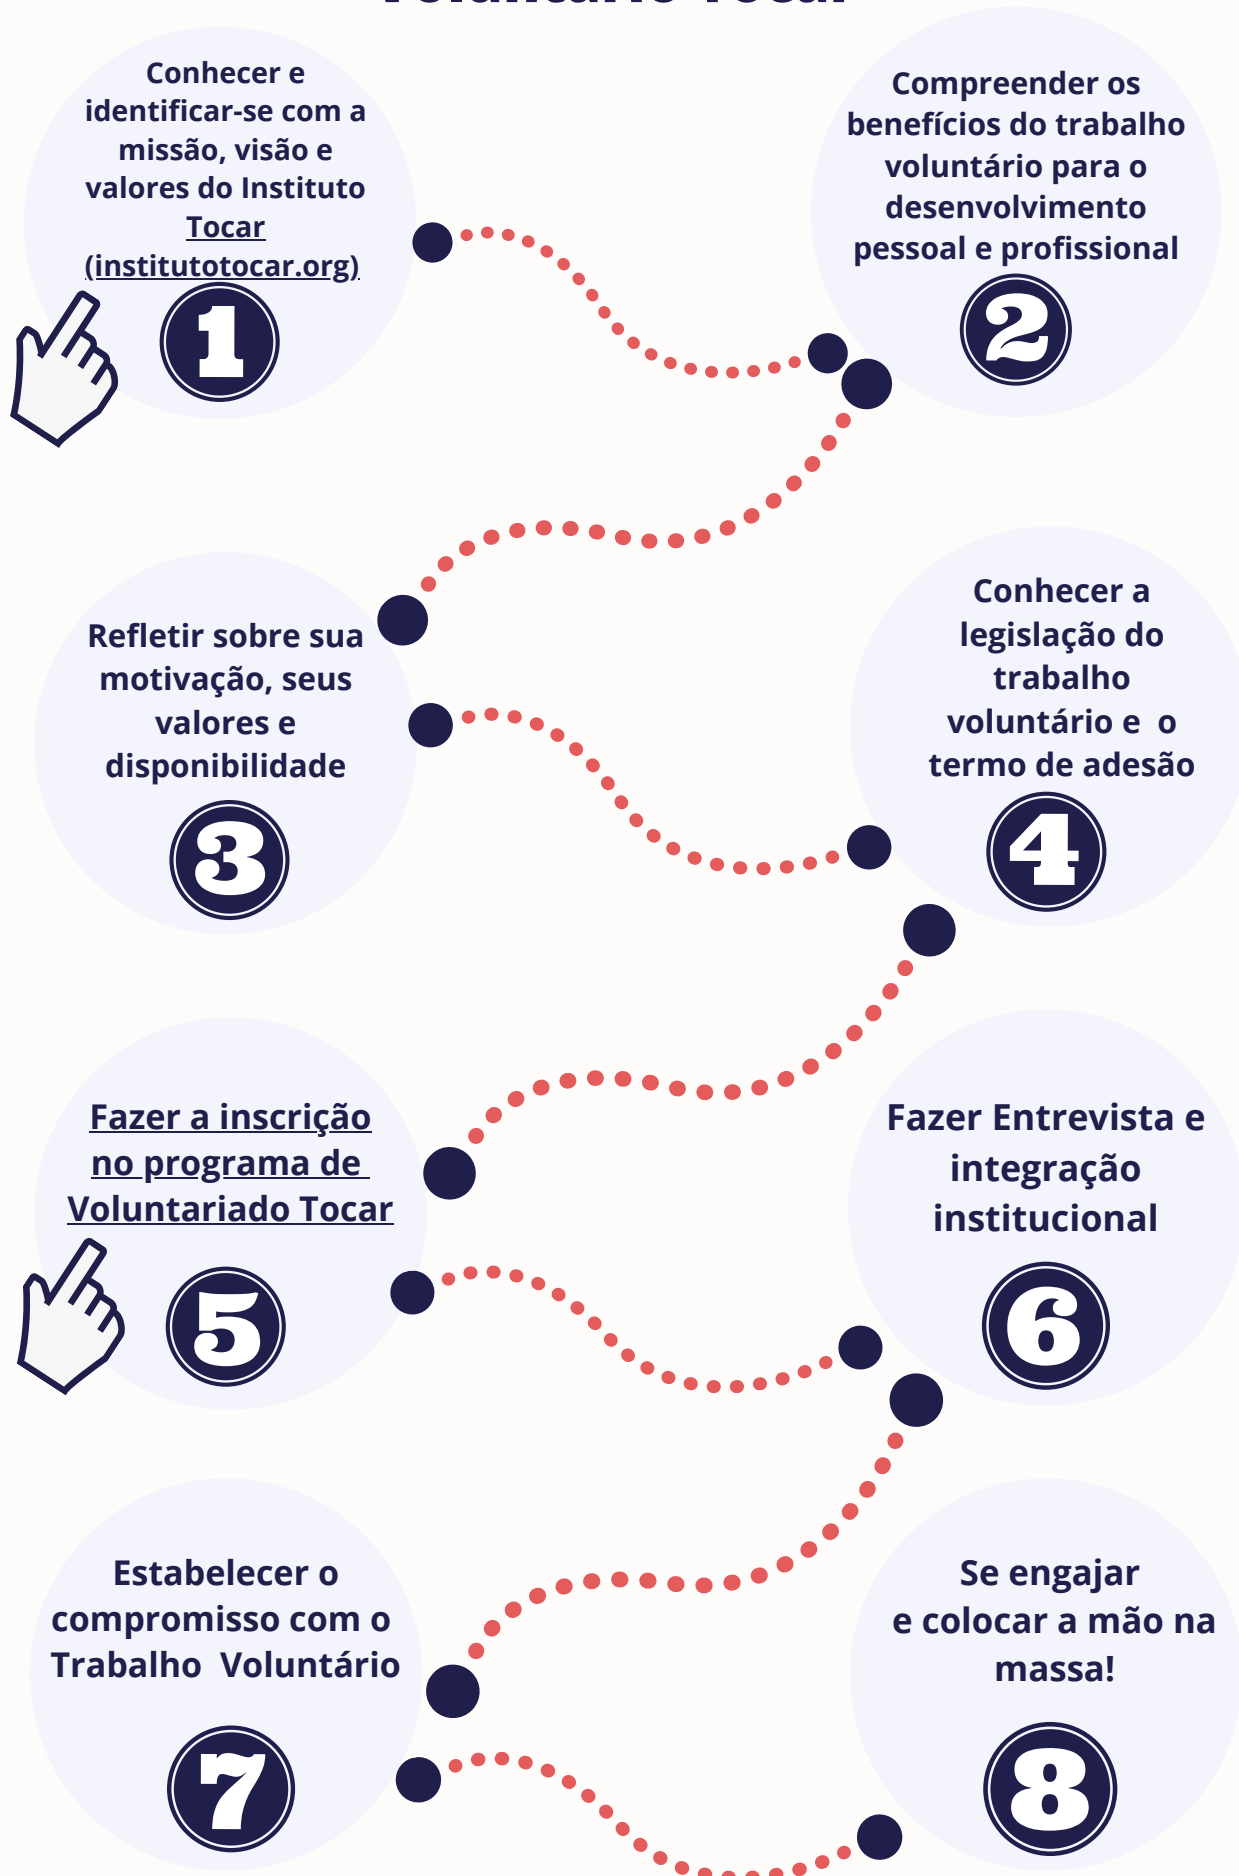 Voluntário Tocar
Conhecer e
identificar-se com a
missão, visão e
valores do Instituto
Tocar
(institutotocar.org)
1
Compreender os
benefícios do trabalho
voluntário para o
desenvolvimento
pessoal e profissional
2
Refletir sobre sua
motivação, seus
valores e
disponibilidade
3
Conhecer a
legislação do
trabalho
voluntário e o
termo de adesão
4
Fazer a inscrição
no programa de
Voluntariado Tocar
5
Fazer Entrevista e
integração
institucional
6
Estabelecer o
compromisso com o
Trabalho Voluntário
7
Se engajar
e colocar a mão na
massa!
8